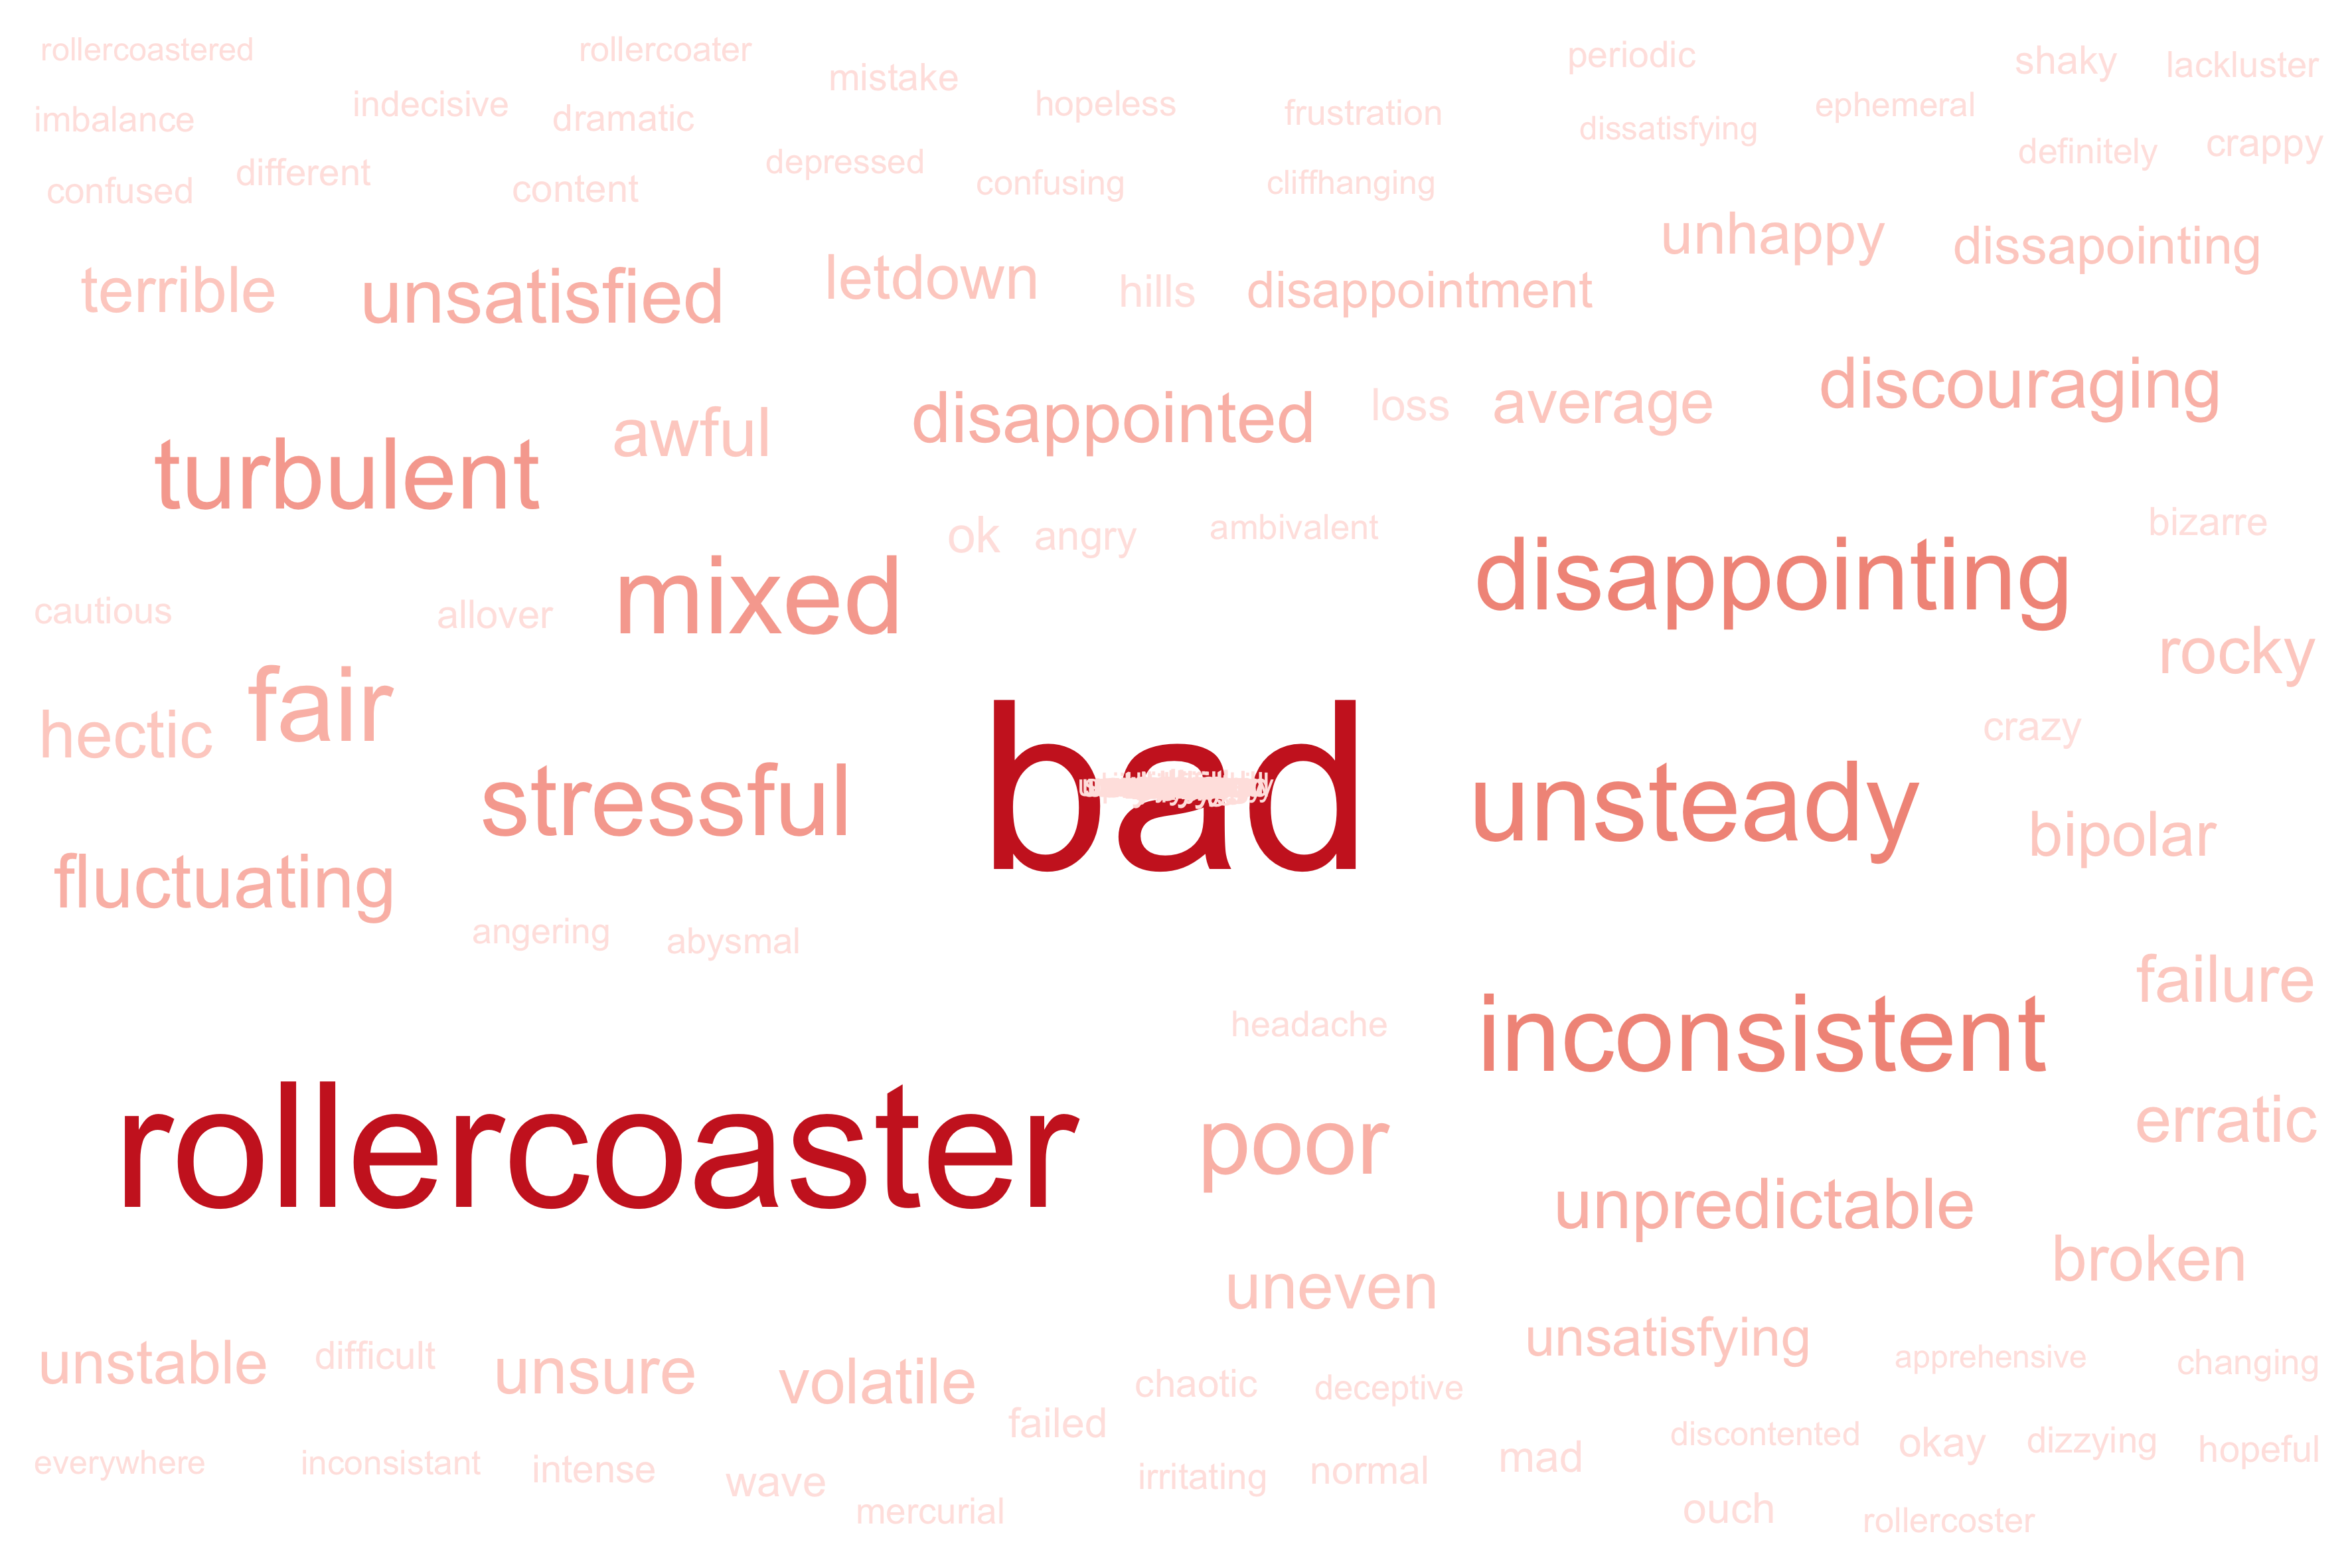 rollercoastered
rollercoater
periodic
shaky
lackluster
mistake
imbalance
indecisive
dramatic
hopeless
frustration
dissatisfying
ephemeral
definitely
crappy
confused
different
content
depressed
confusing
cliffhanging
unhappy
dissapointing
terrible
unsatisfied
letdown
hills
disappointment
discouraging
turbulent
awful
disappointed
loss
average
ok
angry
ambivalent
bizarre
mixed
disappointing
cautious
allover
rocky
fair
hectic
crazy
stressful
bad
unsteady
bipolar
fluctuating
angering
abysmal
failure
headache
inconsistent
rollercoaster
poor
erratic
unpredictable
broken
uneven
unsatisfying
unstable
difficult
unsure
volatile
chaotic
deceptive
apprehensive
changing
failed
everywhere
inconsistant
intense
wave
irritating
normal
mad
discontented
okay
dizzying
hopeful
mercurial
ouch
rollercoster